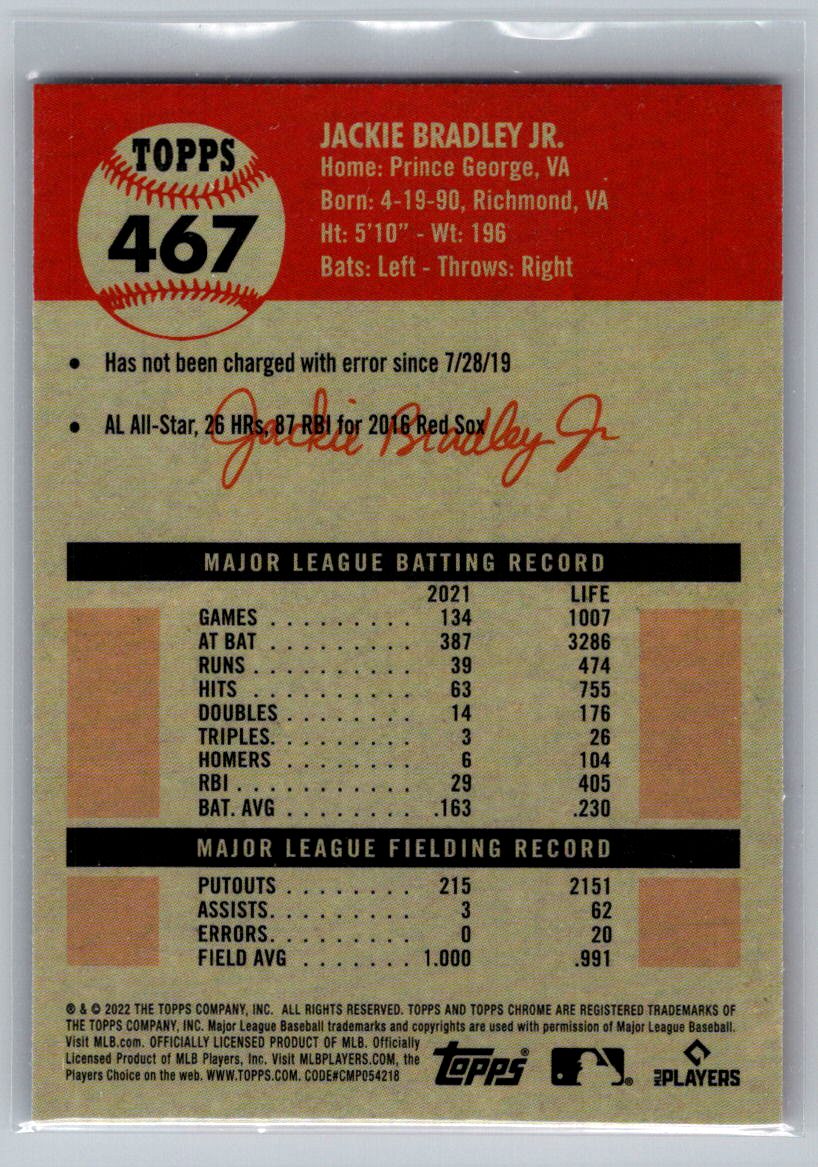 TOPPS
467
JACKIE BRADLEY JR.
Home: Prince George, VA
Born: 4-19-90, Richmond, VA
Ht: 5'10" - Wt: 196
Bats: Left - Throws: Right
• Has not been charged with error since 7/28/19
• AL All-Star, 26 HRs, 87 RBI for 2016 Red Sox
Jackie Bradley Jr
MAJOR LEAGUE BATTING RECORD
2021 LIFE
GAMES . . . . . . . . . 134 1007
AT BAT . . . . . . . . . 387 3286
RUNS . . . . . . . . . . 39 474
HITS . . . . . . . . . . 63 755
DOUBLES . . . . . . . . 14 176
TRIPLES. . . . . . . . . 3 26
HOMERS . . . . . . . . 6 104
RBI . . . . . . . . . . . 29 405
BAT. AVG . . . . . . . . .163 .230
MAJOR LEAGUE FIELDING RECORD
PUTOUTS . . . . . . . . 215 2151
ASSISTS. . . . . . . . . 3 62
ERRORS. . . . . . . . . 0 20
FIELD AVG . . . . . . . 1.000 .991
® & © 2022 THE TOPPS COMPANY, INC. ALL RIGHTS RESERVED. TOPPS AND TOPPS CHROME ARE REGISTERED TRADEMARKS OF
THE TOPPS COMPANY, INC. Major League Baseball trademarks and copyrights are used with permission of Major League Baseball.
Visit MLB.com. OFFICIALLY LICENSED PRODUCT OF MLB. Officially
Licensed Product of MLB Players, Inc. Visit MLBPLAYERS.COM, the
Players Choice on the web. WWW.TOPPS.COM. CODE#CMP054218
Topps®
MLB PLAYERS